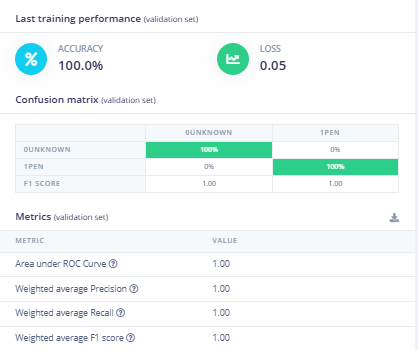 Last training performance (validation set)
% ACCURACY
100.0%
LOSS
0.05
Confusion matrix (validation set)
0UNKNOWN 1PEN
0UNKNOWN 100% 0%
1PEN 0% 100%
F1 SCORE 1.00 1.00
Metrics (validation set)
METRIC VALUE
Area under ROC Curve ? 1.00
Weighted average Precision ? 1.00
Weighted average Recall ? 1.00
Weighted average F1 score ? 1.00